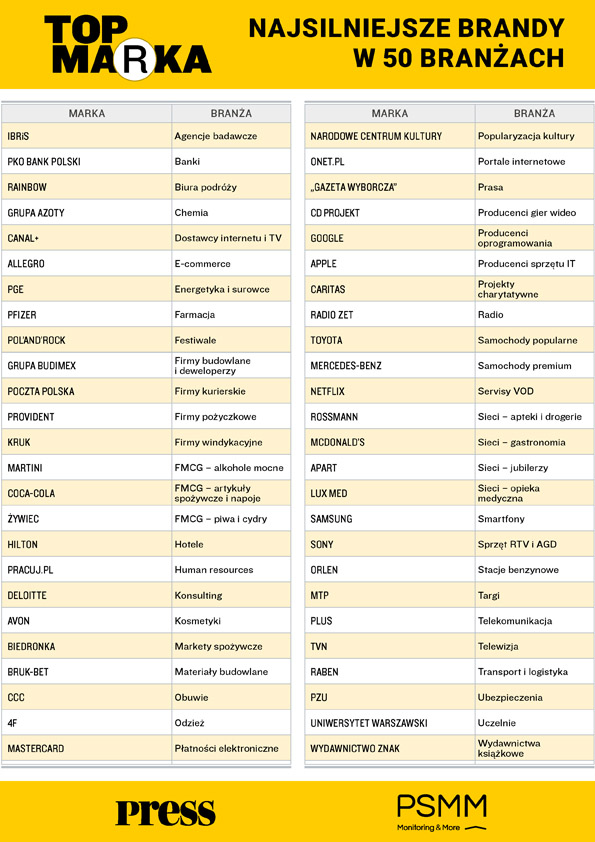 TOP
MARKA
NAJSILNIEJSZE BRANDY
W 50 BRANŻACH
MARKA BRANŻA
IBRiS Agencje badawcze
PKO BANK POLSKI Banki
RAINBOW Biura podróży
GRUPA AZOTY Chemia
CANAL+ Dostawcy internetu i TV
ALLEGRO E-commerce
PGE Energetyka i surowce
PFIZER Farmacja
POL'AND'ROCK Festiwale
GRUPA BUDIMEX Firmy budowlane
i deweloperzy
POCZTA POLSKA Firmy kurierskie
PROVIDENT Firmy pożyczkowe
KRUK Firmy windykacyjne
MARTINI FMCG – alkohole mocne
COCA-COLA FMCG – artykuły
spożywcze i napoje
ŻYWIEC FMCG – piwa i cydry
HILTON Hotele
PRACUJ.PL Human resources
DELOITTE Konsulting
AVON Kosmetyki
BIEDRONKA Markety spożywcze
BRUK-BET Materiały budowlane
CCC Obuwie
4F Odzież
MASTERCARD Płatności elektroniczne
MARKA BRANŻA
NARODOWE CENTRUM KULTURY Popularyzacja kultury
ONET.PL Portale internetowe
„GAZETA WYBORCZA” Prasa
CD PROJEKT Producenci gier wideo
GOOGLE Producenci
oprogramowania
APPLE Producenci sprzętu IT
CARITAS Projekty
charytatywne
RADIO ZET Radio
TOYOTA Samochody popularne
MERCEDES-BENZ Samochody premium
NETFLIX Serwisy VOD
ROSSMANN Sieci – apteki i drogerie
MCDONALD'S Sieci – gastronomia
APART Sieci – jubilerzy
LUX MED Sieci – opieka
medyczna
SAMSUNG Smartfony
SONY Sprzęt RTV i AGD
ORLEN Stacje benzynowe
MTP Targi
PLUS Telekomunikacja
TVN Telewizja
RABEN Transport i logistyka
PZU Ubezpieczenia
UNIWERSYTET WARSZAWSKI Uczelnie
WYDAWNICTWO ZNAK Wydawnictwa
książkowe
press
PSMM
Monitoring & More